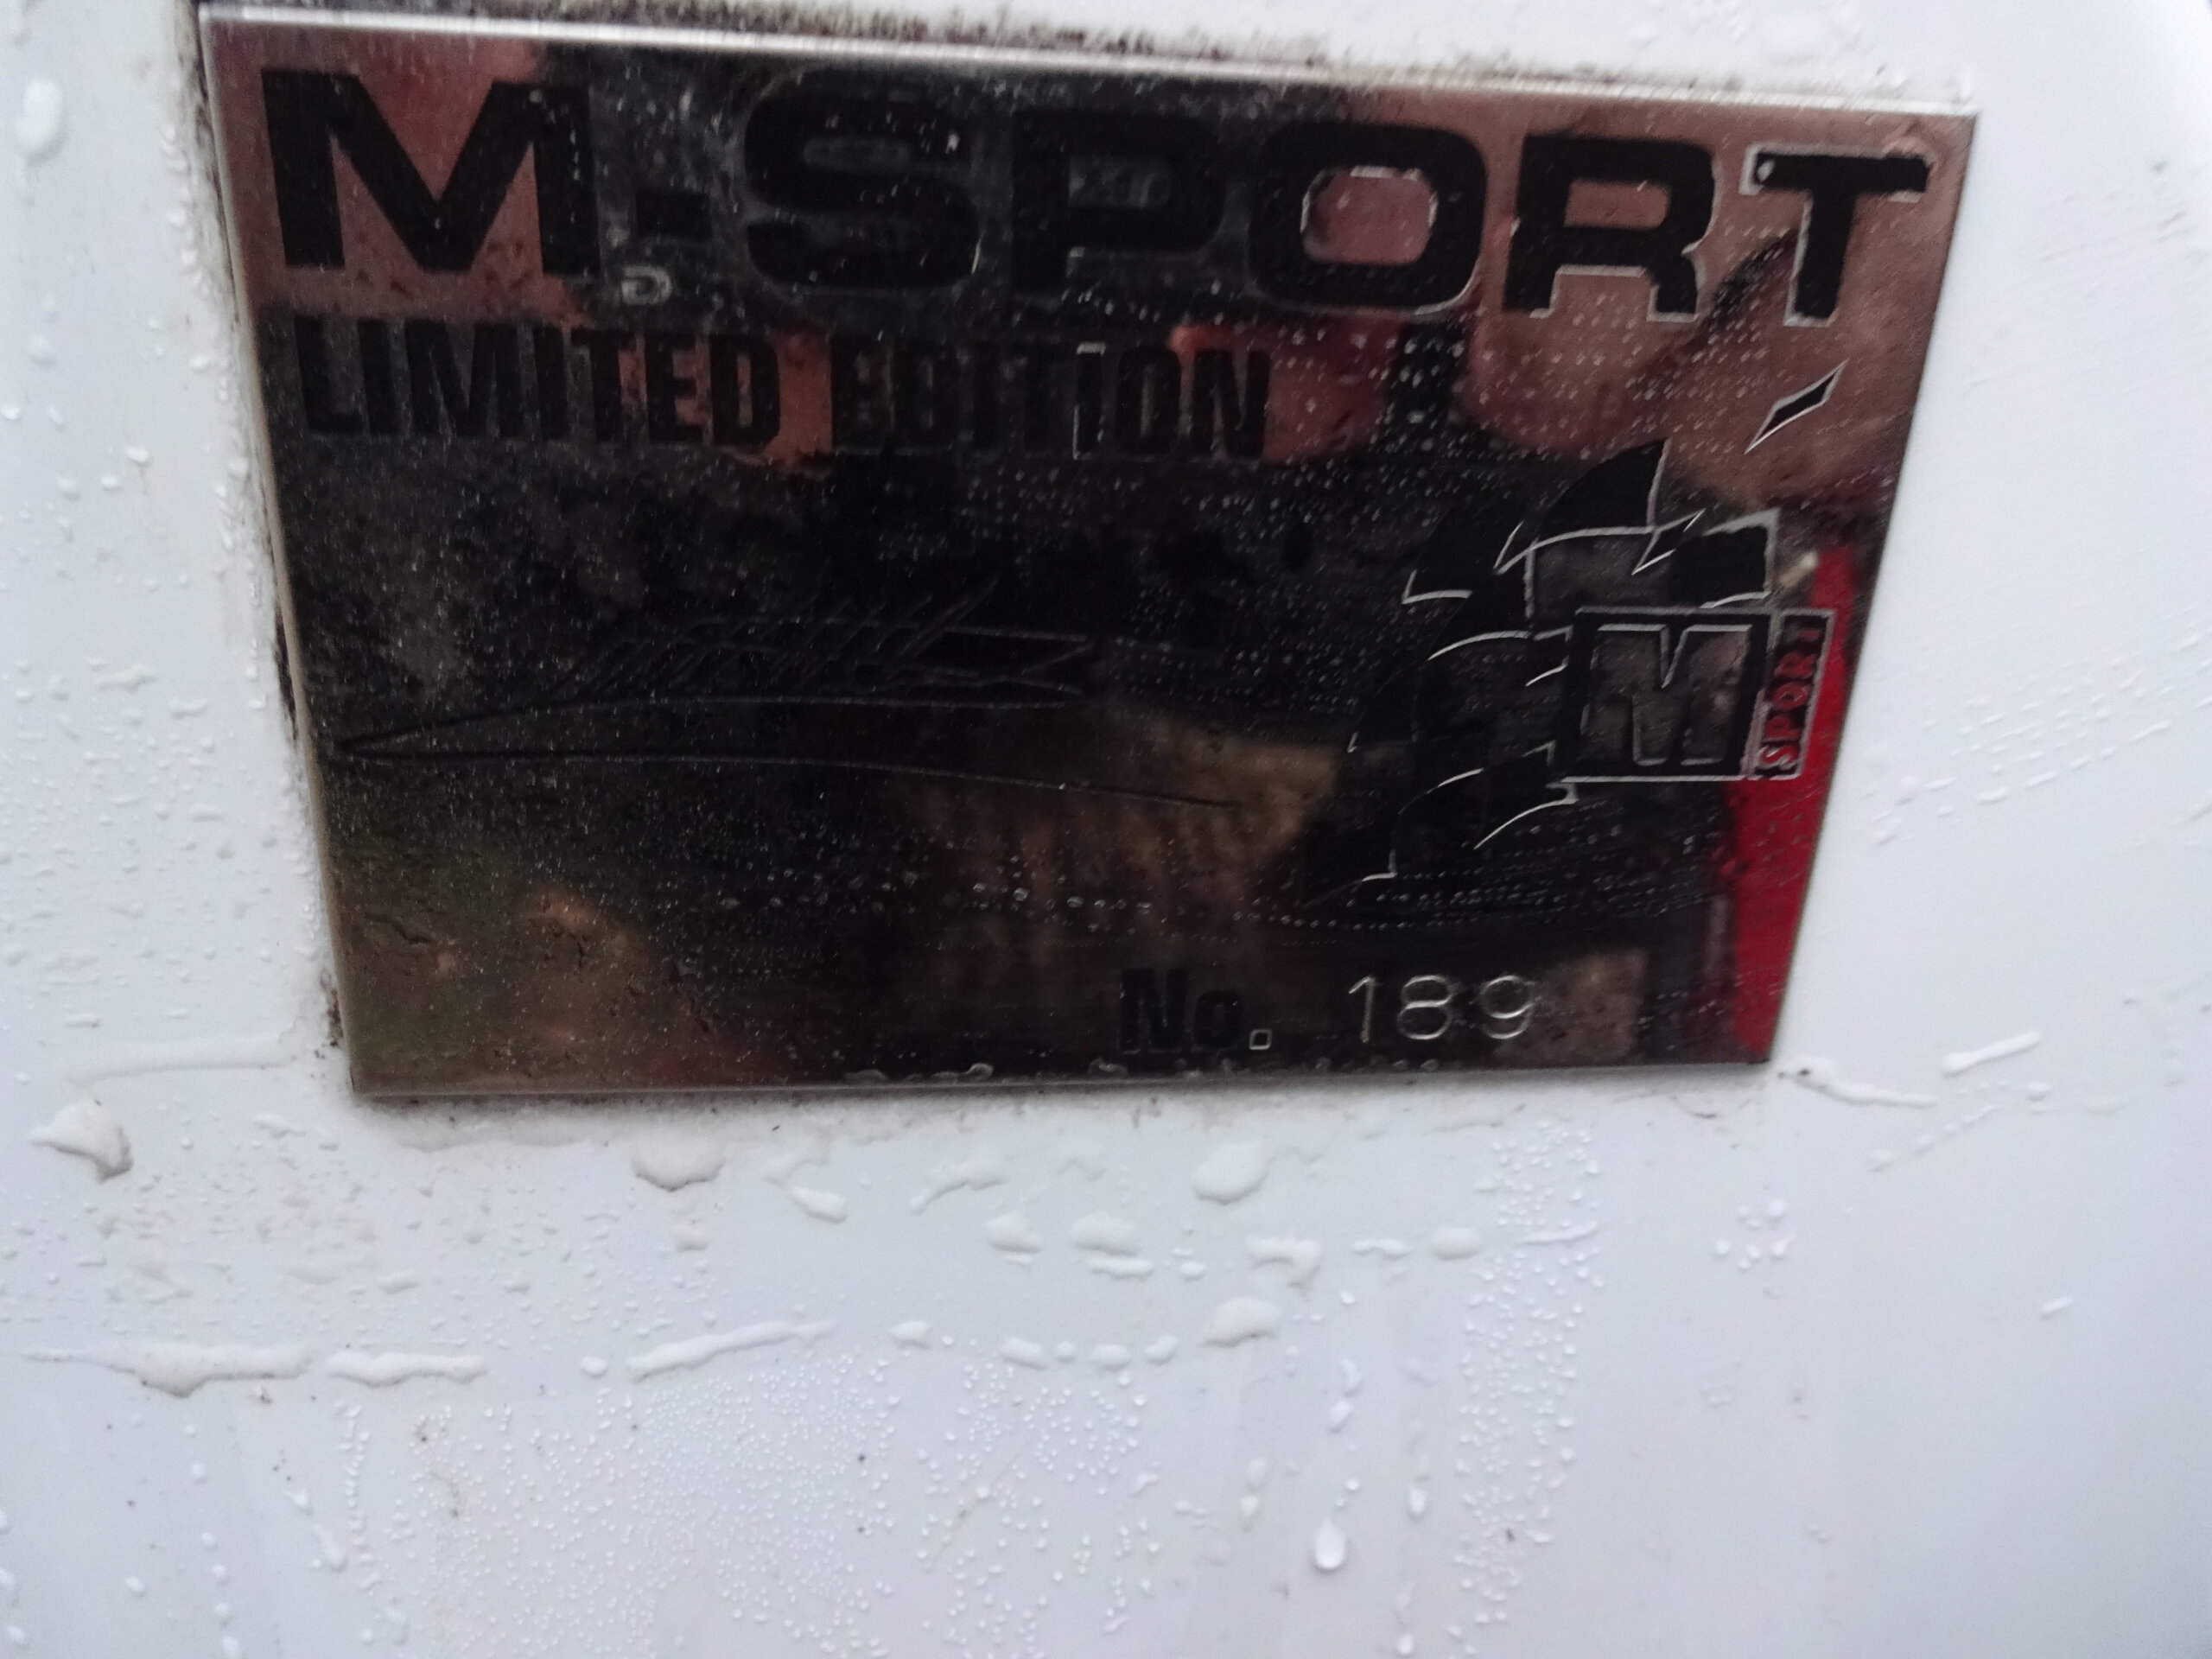 M-SPORT
LIMITED EDITION
M
SPORT
No. 189